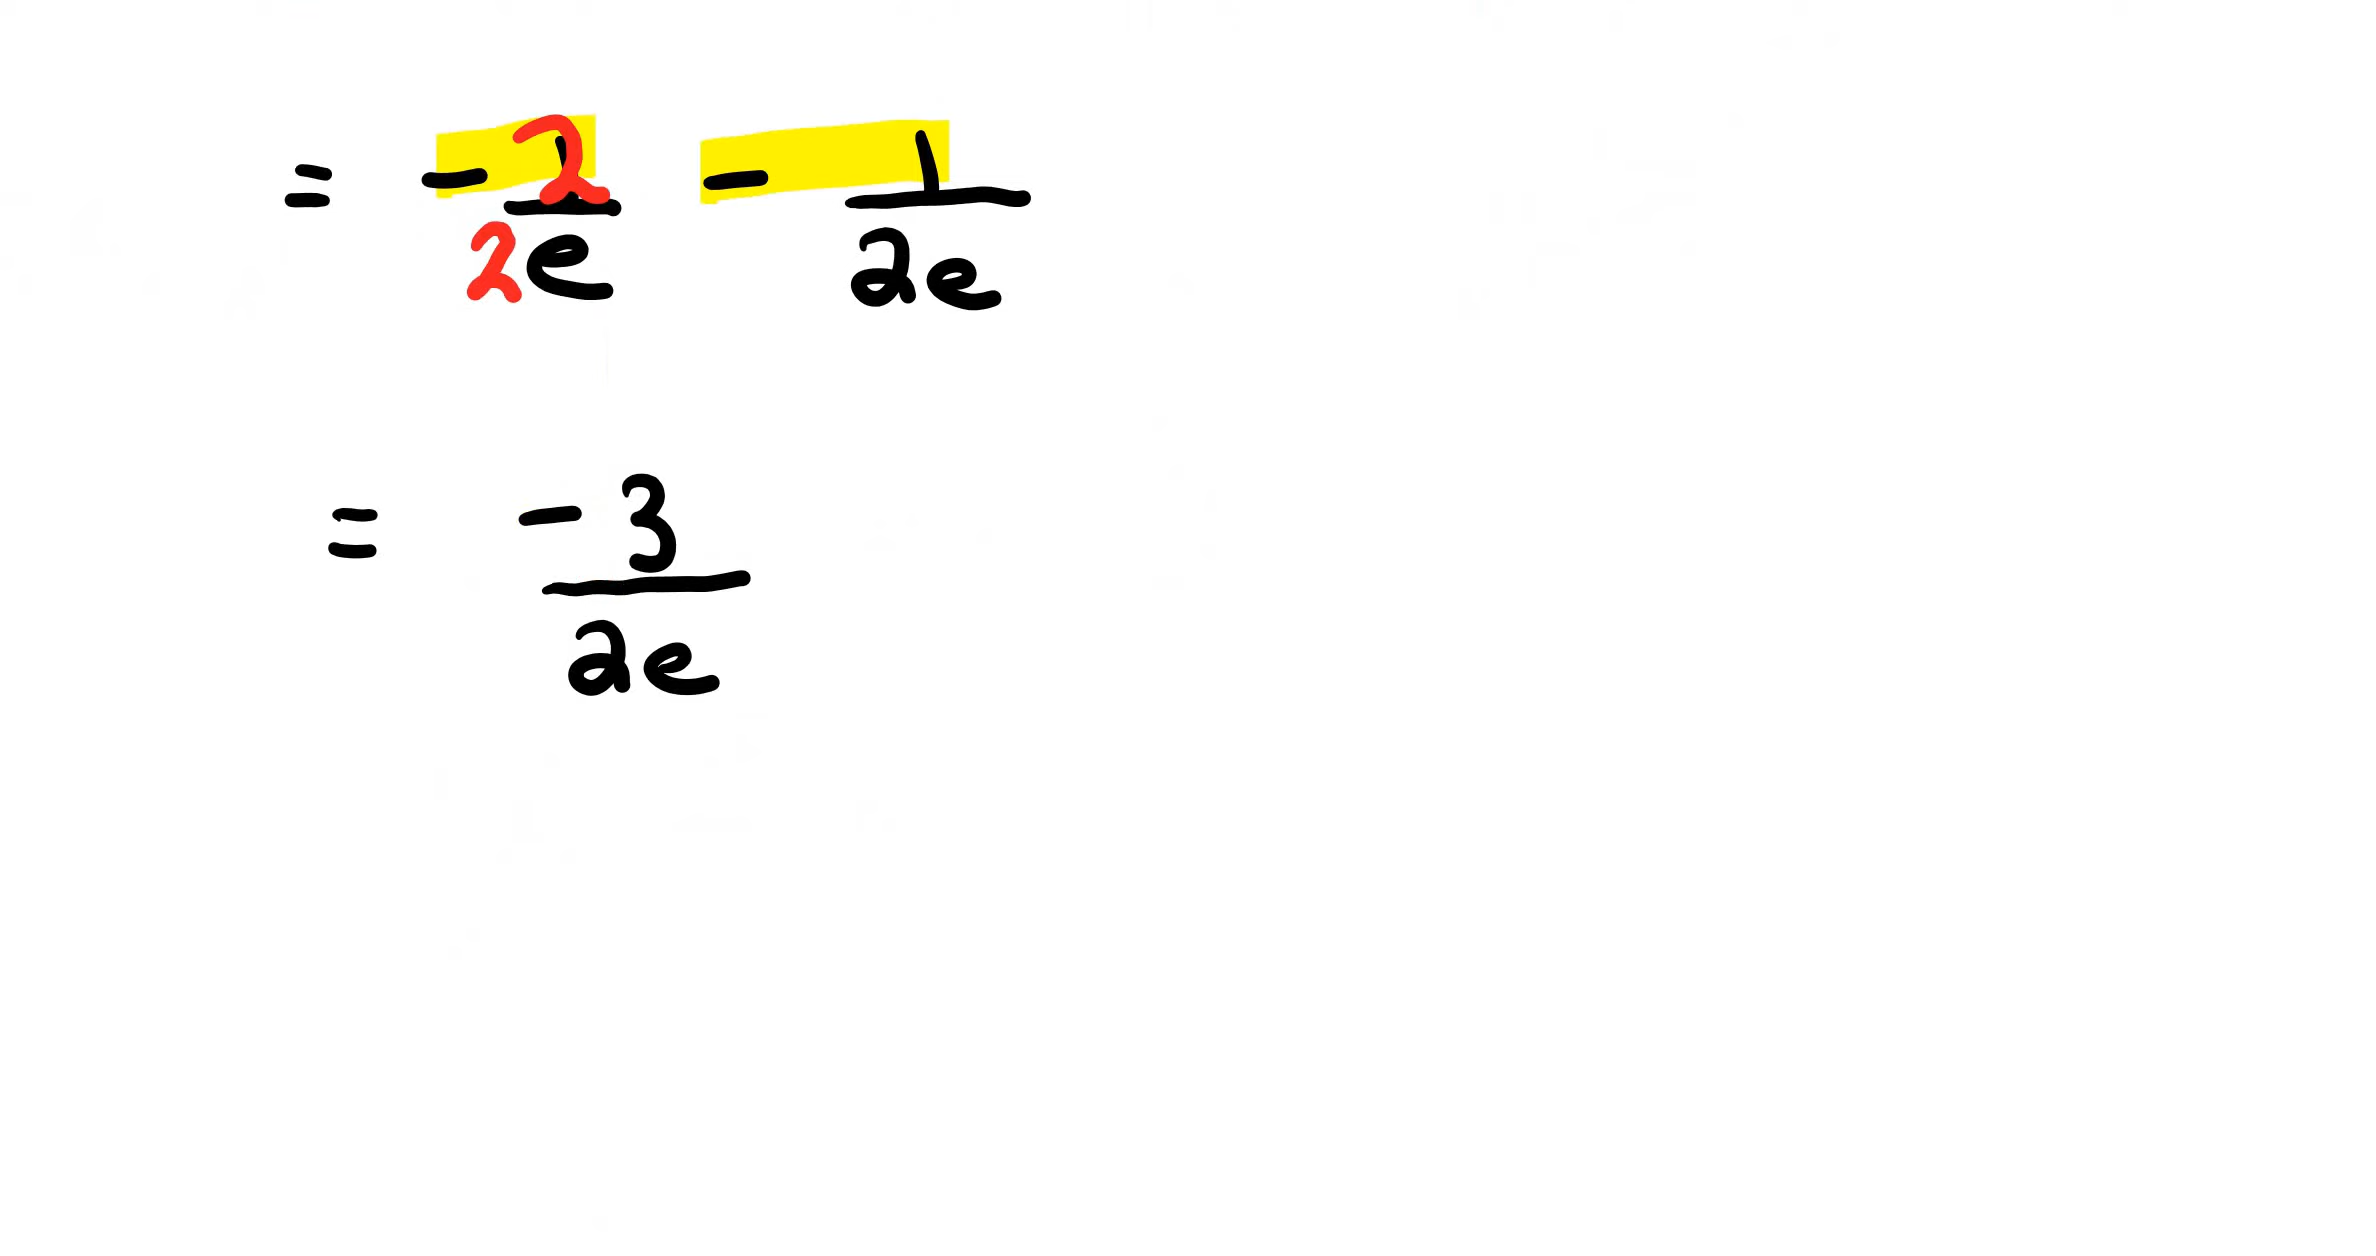 = - 2/2e - 1/2e
= -3/2e